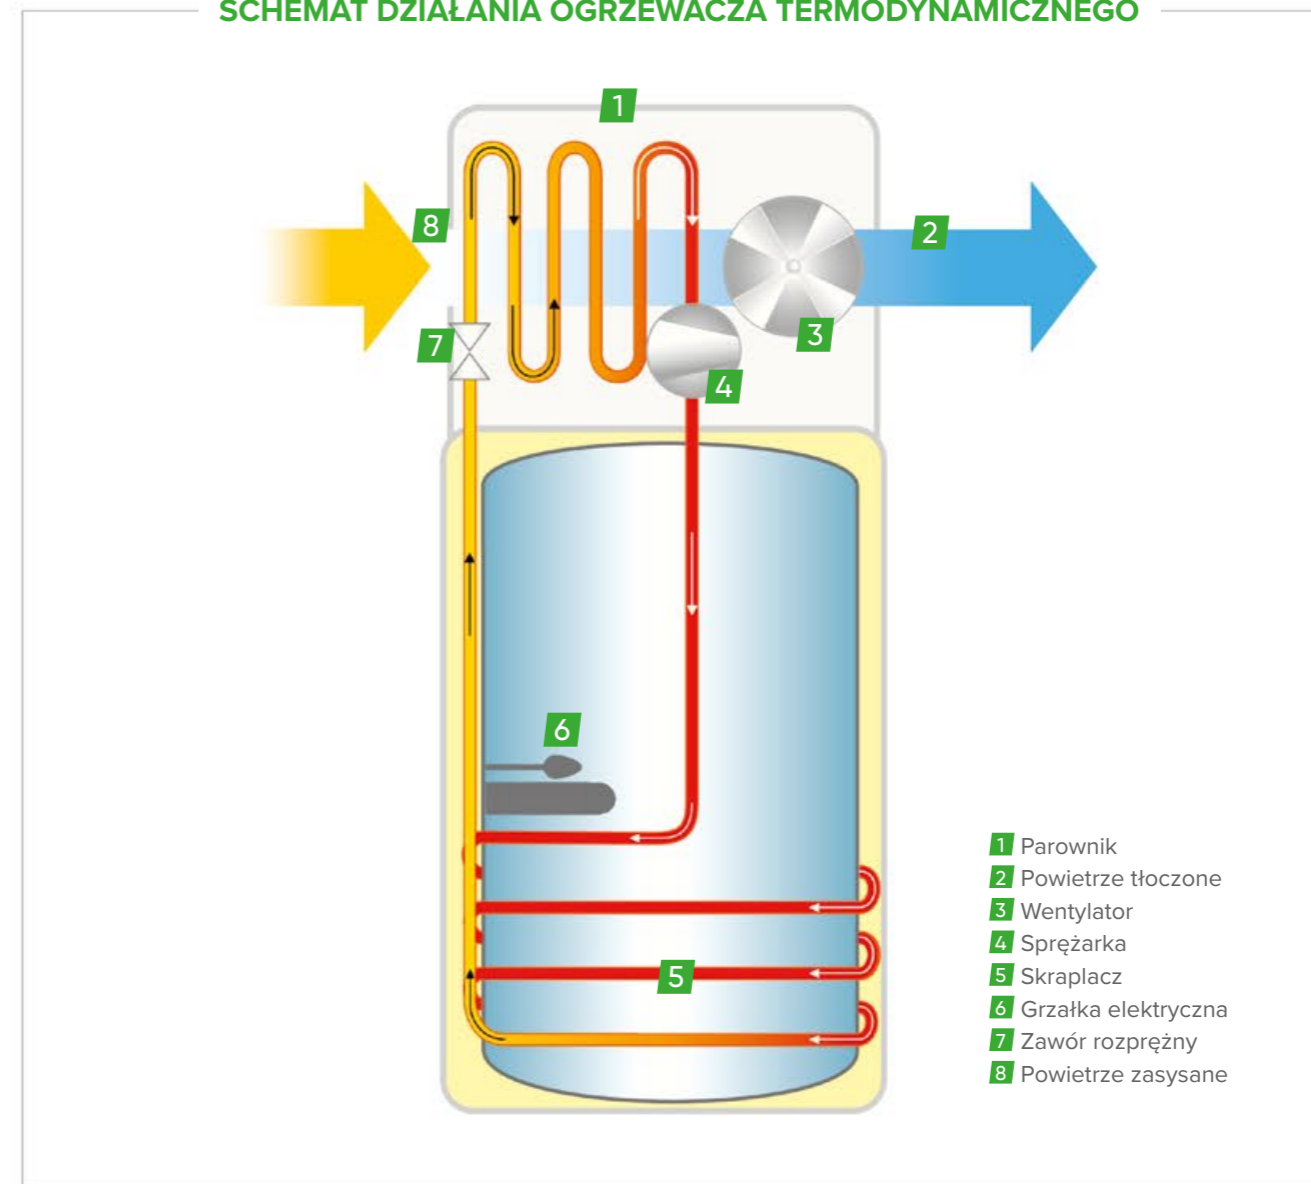 SCHEMAT DZIAŁANIA OGRZEWACZA TERMODYNAMICZNEGO
1
8
2
3
7
4
6
5
1 Parownik
2 Powietrze tłoczone
3 Wentylator
4 Sprężarka
5 Skraplacz
6 Grzałka elektryczna
7 Zawór rozprężny
8 Powietrze zasysane